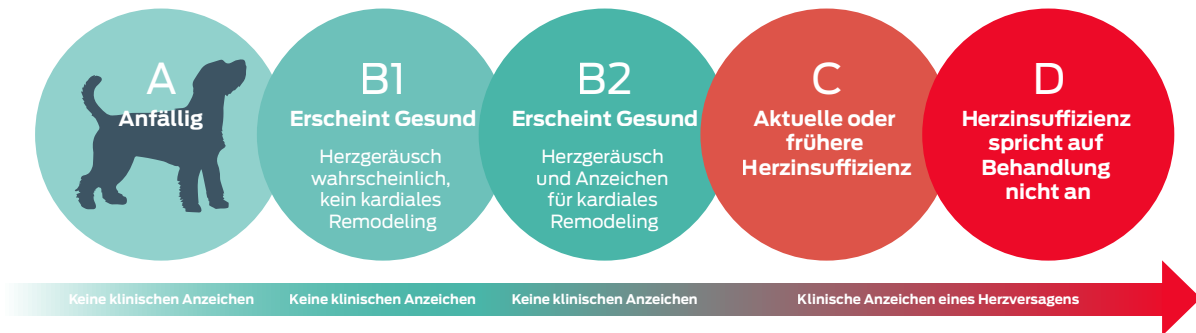 A
Anfällig
B1
Erscheint Gesund
Herzgeräusch
wahrscheinlich,
kein kardiales
Remodeling
B2
Erscheint Gesund
Herzgeräusch
und Anzeichen
für kardiales
Remodeling
C
Aktuelle oder
frühere
Herzinsuffizienz
D
Herzinsuffizienz
spricht auf
Behandlung
nicht an
Keine klinischen Anzeichen
Keine klinischen Anzeichen
Keine klinischen Anzeichen
Klinische Anzeichen eines Herzversagens